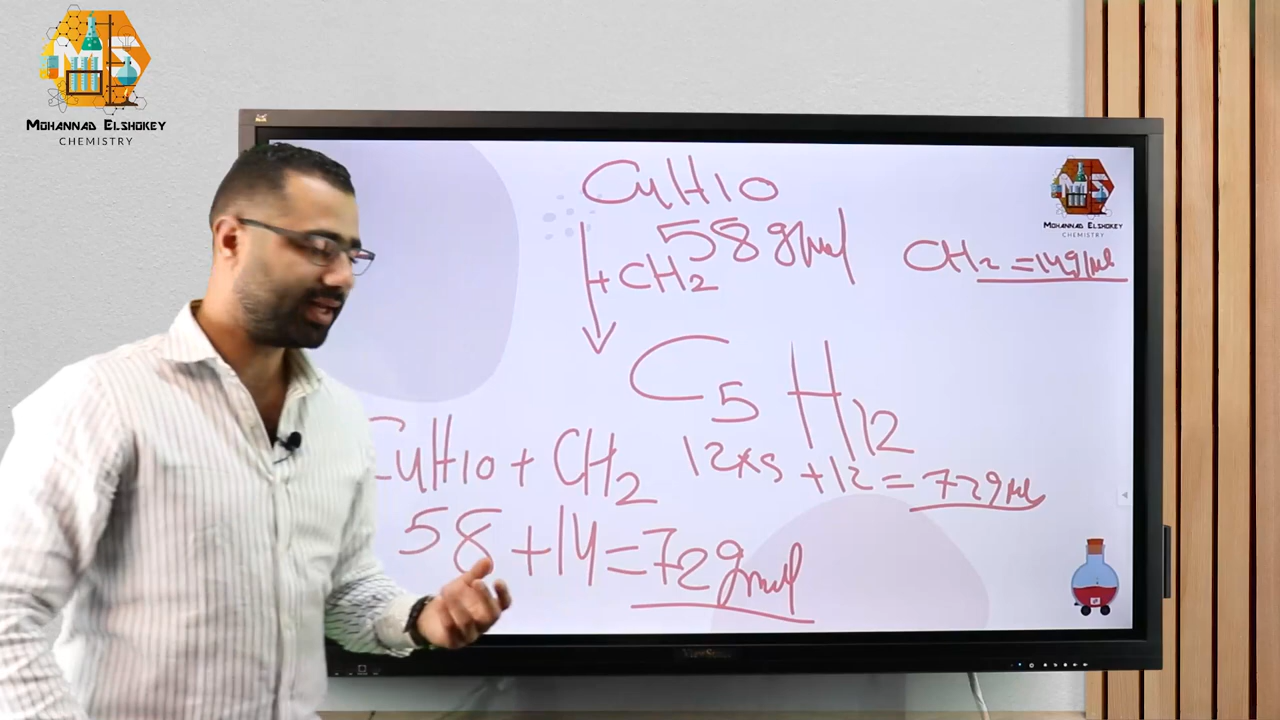 MOHANNAD ELSHOKEY
CHEMISTRY
C4H10
58 g/mol
+ CH2
CH2 = 14 g/mol
MOHANNAD ELSHOKEY
CHEMISTRY
C5H12
12x5 + 12 = 72 g/mol
C4H10 + CH2
58 + 14 = 72 g/mol
ViewSonic